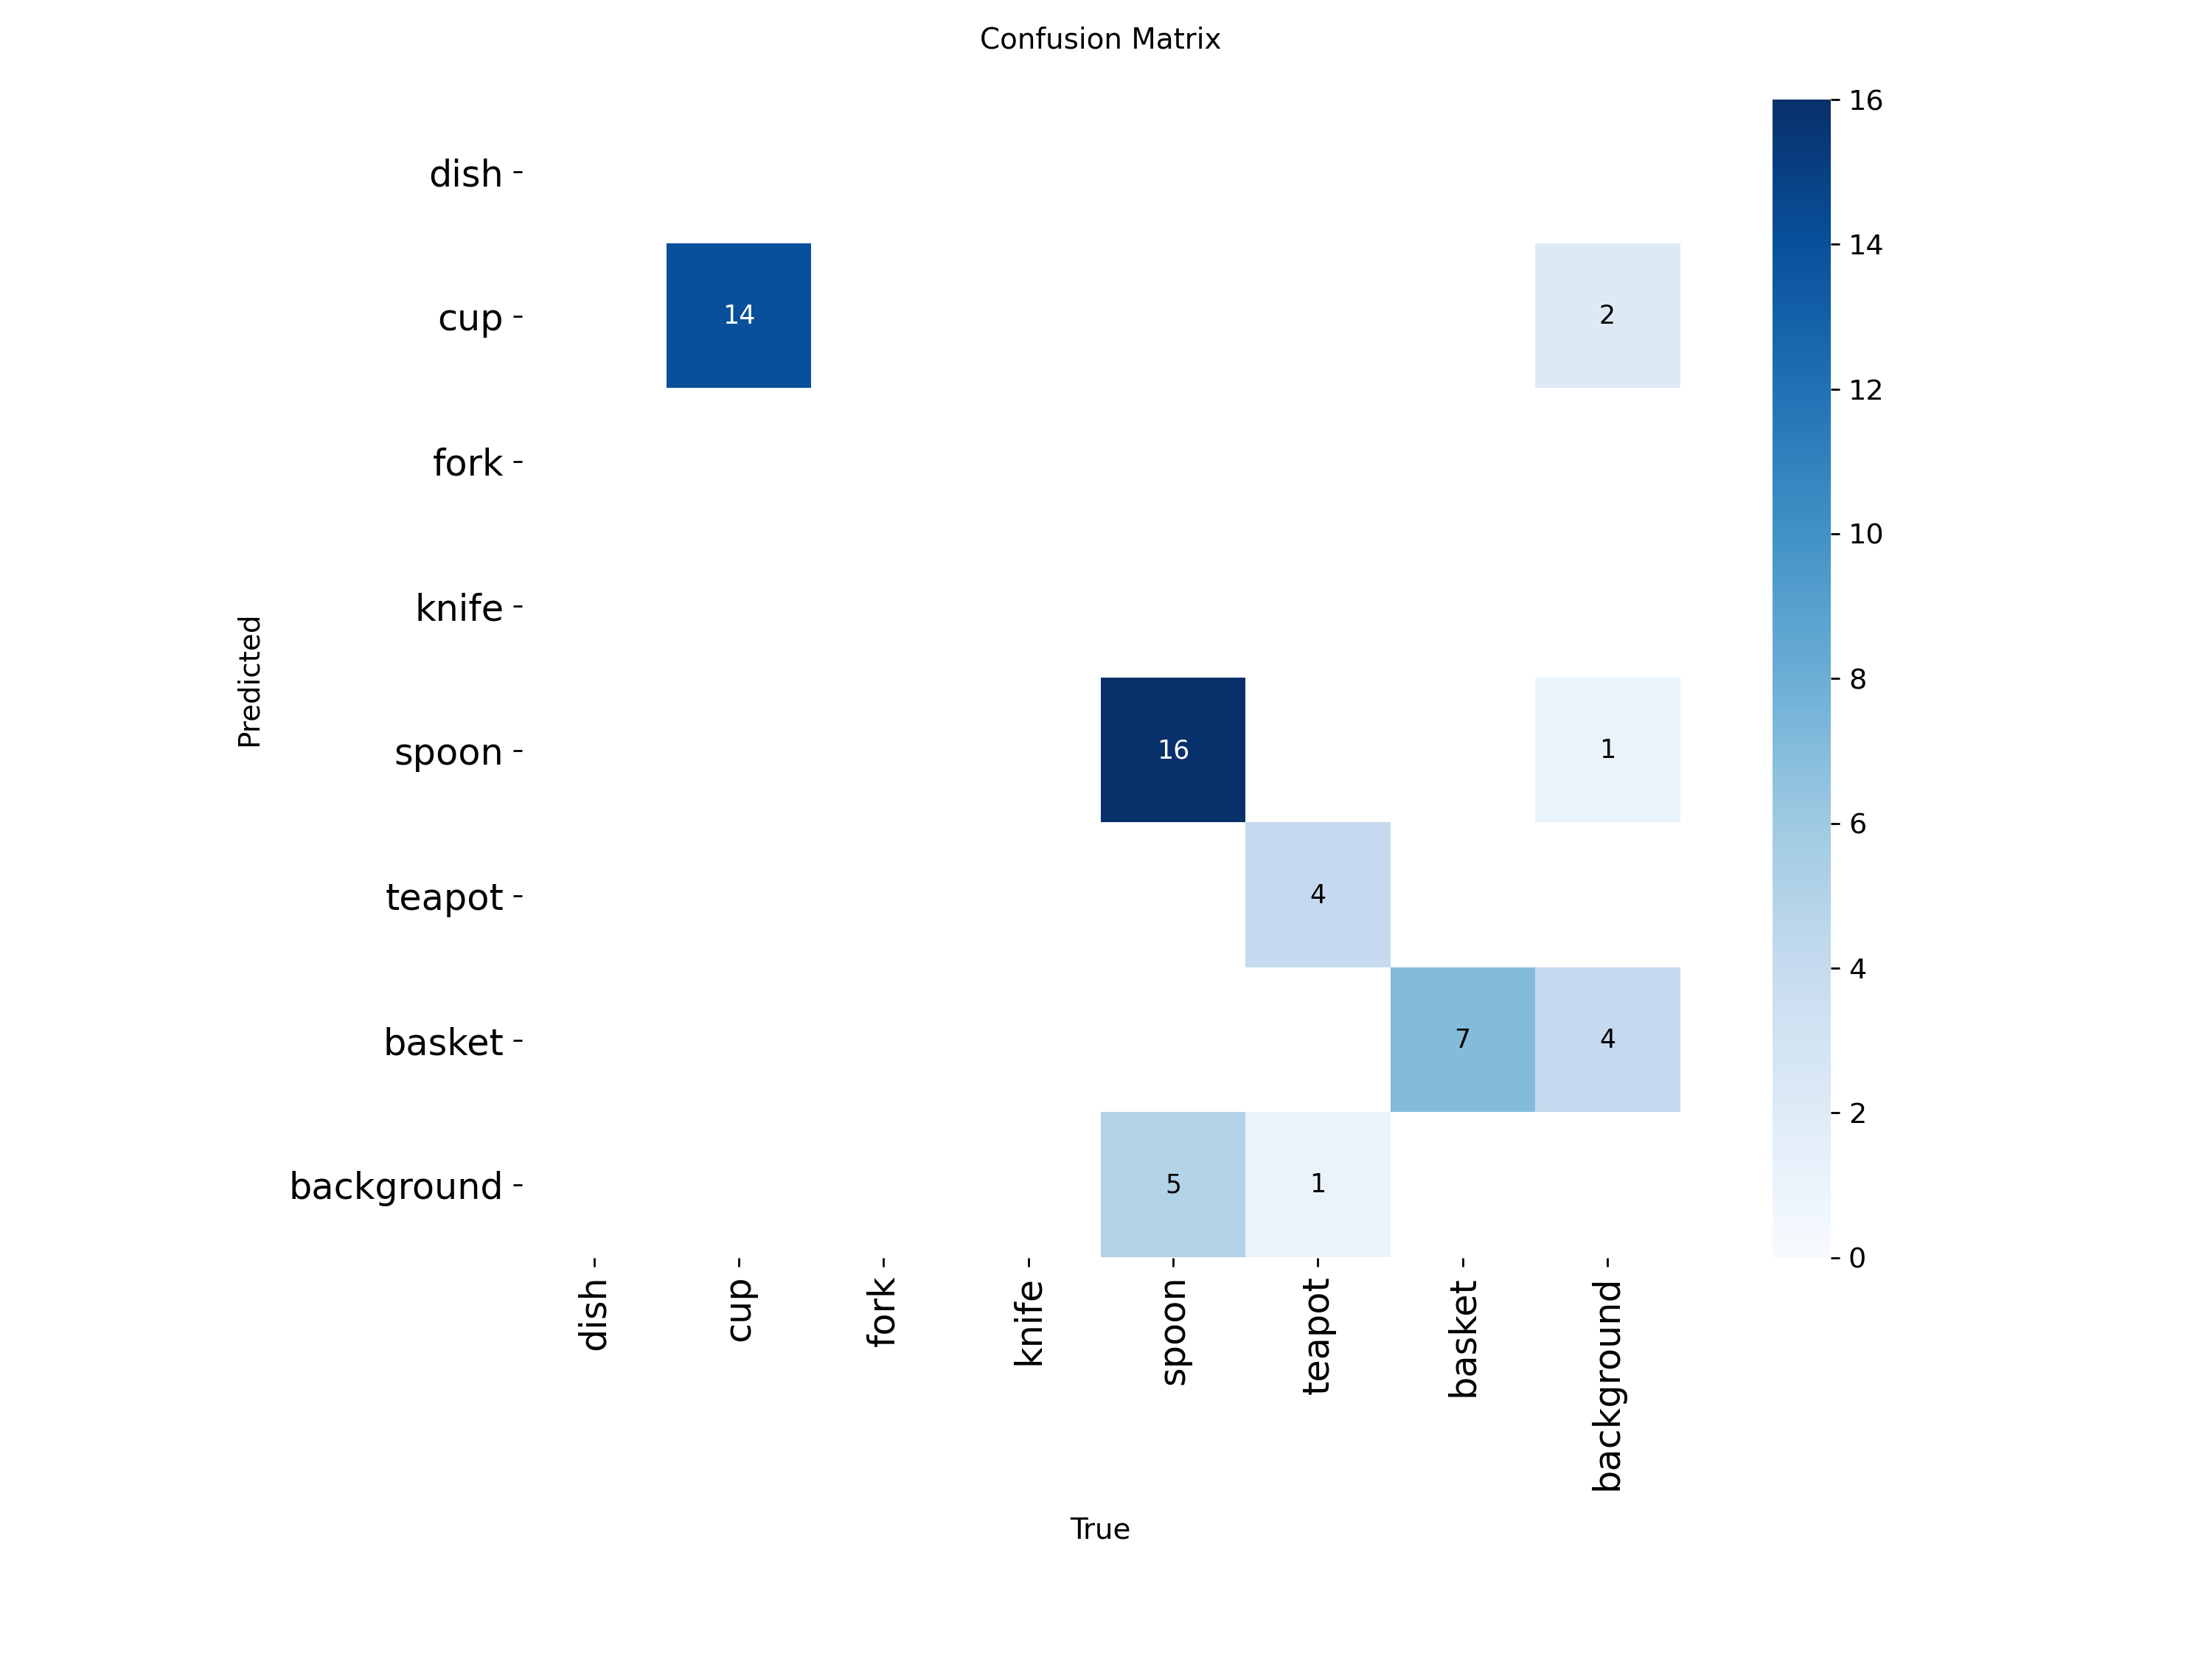 Confusion Matrix
dish
cup
fork
knife
spoon
teapot
basket
background
Predicted
14
2
16
1
4
7
4
5
1
dish
cup
fork
knife
spoon
teapot
basket
background
True
16
14
12
10
8
6
4
2
0